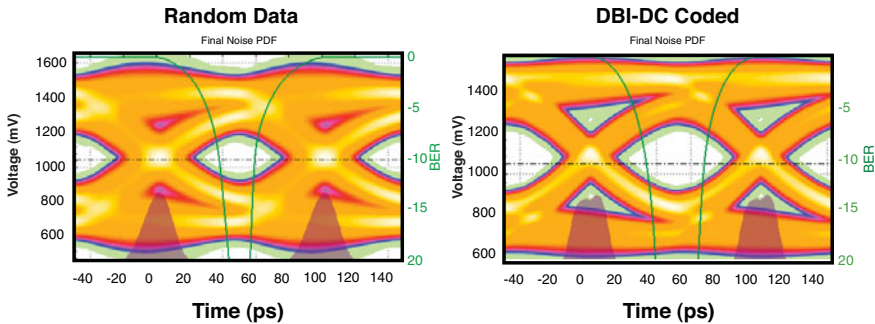 Random Data
Final Noise PDF
1600
1400
1200
1000
800
600
Voltage (mV)
0
-5
-10
-15
20
BER
-40 -20 0 20 40 60 80 100 120 140
Time (ps)
DBI-DC Coded
Final Noise PDF
1400
1200
1000
800
600
Voltage (mV)
-5
-10
-15
20
BER
-40 -20 0 20 40 60 80 100 120 140
Time (ps)